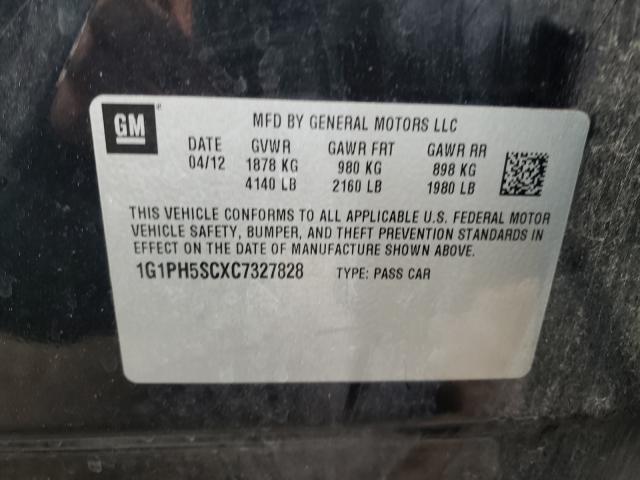 GM
MFD BY GENERAL MOTORS LLC
DATE GVWR GAWR FRT GAWR RR
04/12 1878 KG 980 KG 898 KG
4140 LB 2160 LB 1980 LB
THIS VEHICLE CONFORMS TO ALL APPLICABLE U.S. FEDERAL MOTOR
VEHICLE SAFETY, BUMPER, AND THEFT PREVENTION STANDARDS IN
EFFECT ON THE DATE OF MANUFACTURE SHOWN ABOVE.
1G1PH5SCXC7327828 TYPE: PASS CAR